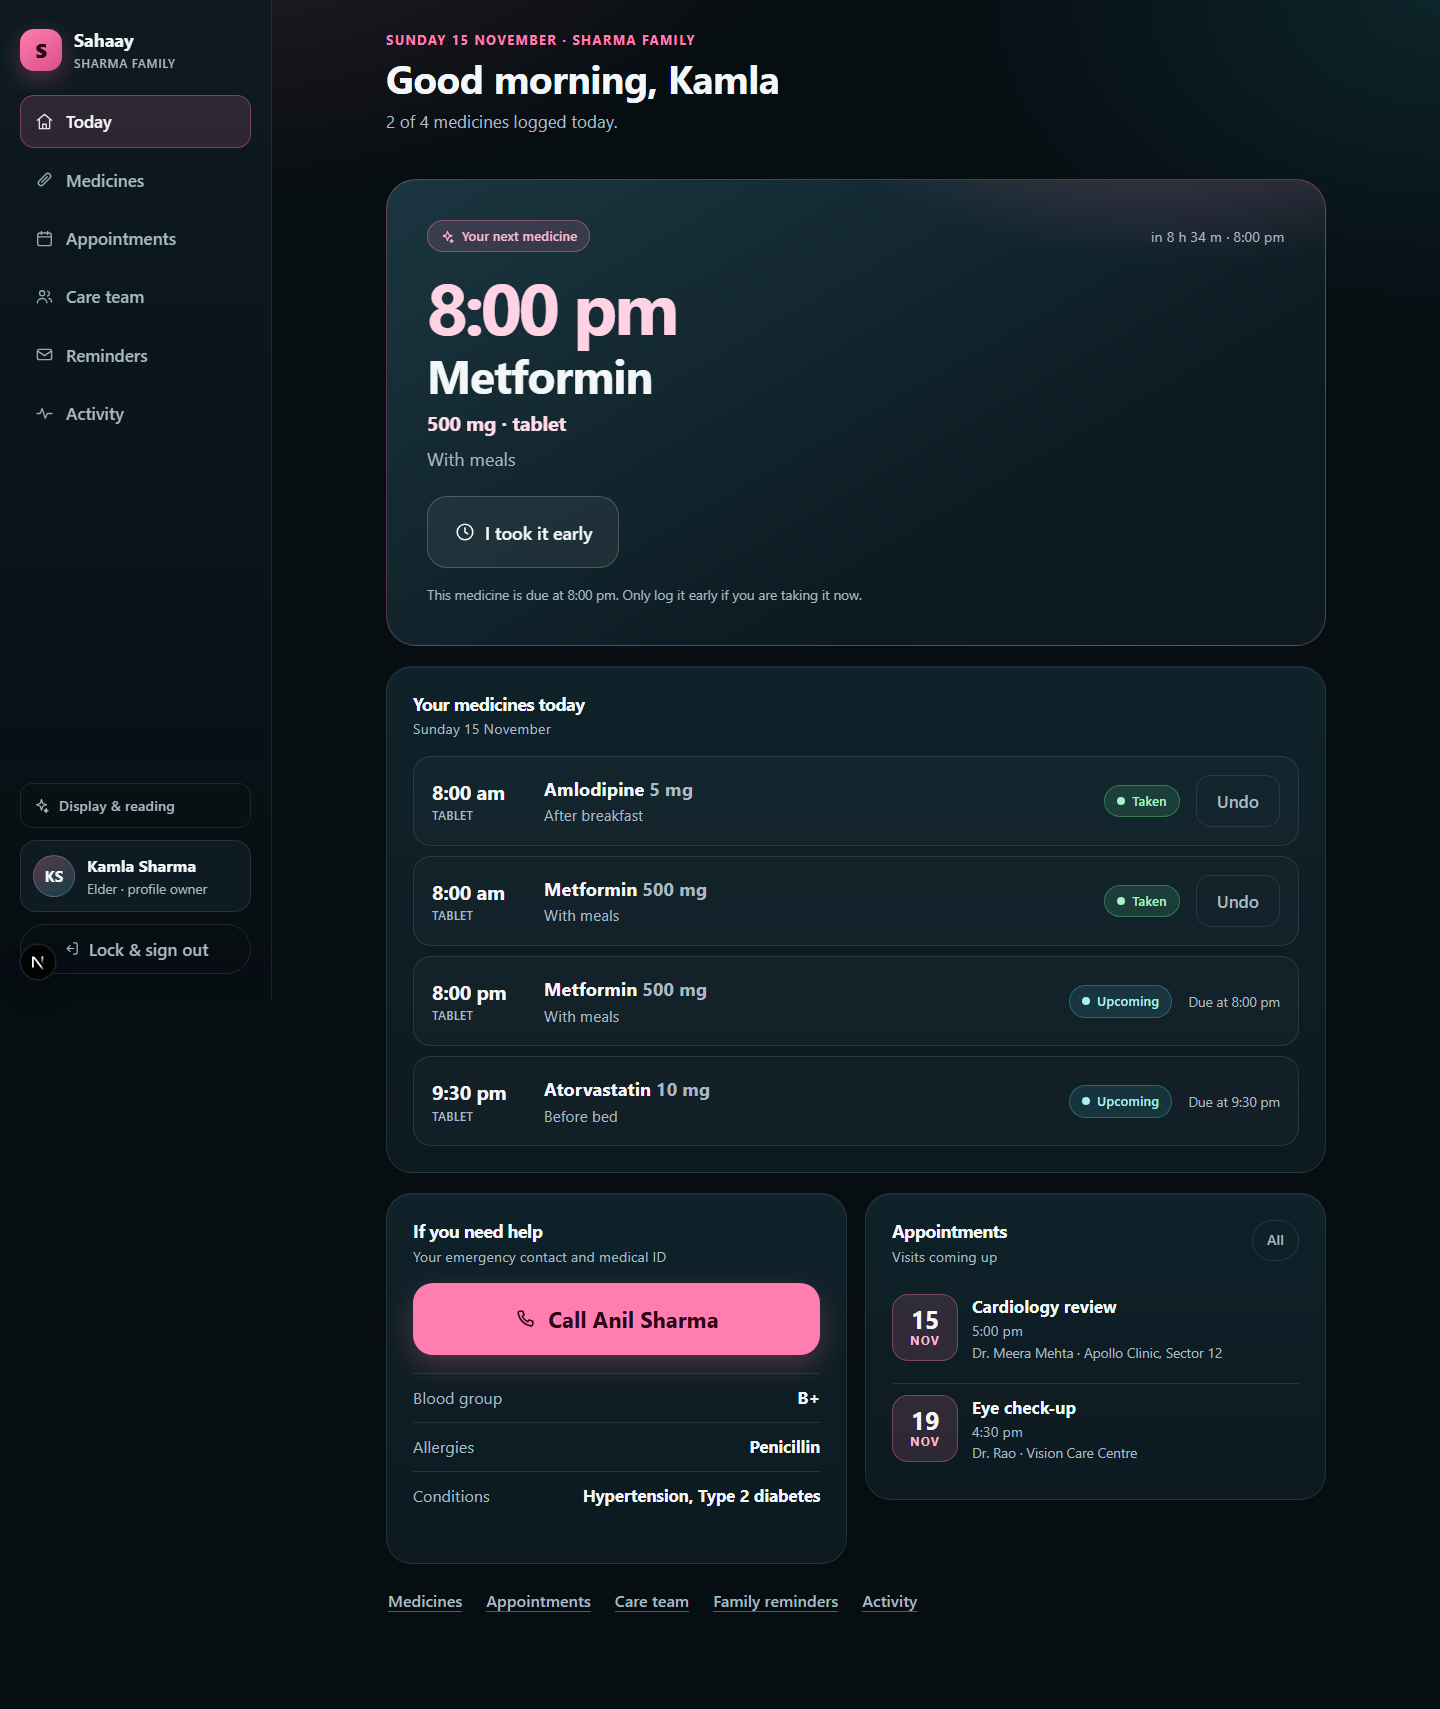 S
Sahaay
SHARMA FAMILY
Today
Medicines
Appointments
Care team
Reminders
Activity
Display & reading
KS
Kamla Sharma
Elder · profile owner
Lock & sign out
N
SUNDAY 15 NOVEMBER · SHARMA FAMILY
Good morning, Kamla
2 of 4 medicines logged today.
Your next medicine
in 8 h 34 m · 8:00 pm
8:00 pm
Metformin
500 mg · tablet
With meals
I took it early
This medicine is due at 8:00 pm. Only log it early if you are taking it now.
Your medicines today
Sunday 15 November
8:00 am
TABLET
Amlodipine 5 mg
After breakfast
Taken
Undo
8:00 am
TABLET
Metformin 500 mg
With meals
Taken
Undo
8:00 pm
TABLET
Metformin 500 mg
With meals
Upcoming
Due at 8:00 pm
9:30 pm
TABLET
Atorvastatin 10 mg
Before bed
Upcoming
Due at 9:30 pm
If you need help
Your emergency contact and medical ID
Call Anil Sharma
Blood group
B+
Allergies
Penicillin
Conditions
Hypertension, Type 2 diabetes
Appointments
Visits coming up
All
15
NOV
Cardiology review
5:00 pm
Dr. Meera Mehta · Apollo Clinic, Sector 12
19
NOV
Eye check-up
4:30 pm
Dr. Rao · Vision Care Centre
Medicines
Appointments
Care team
Family reminders
Activity